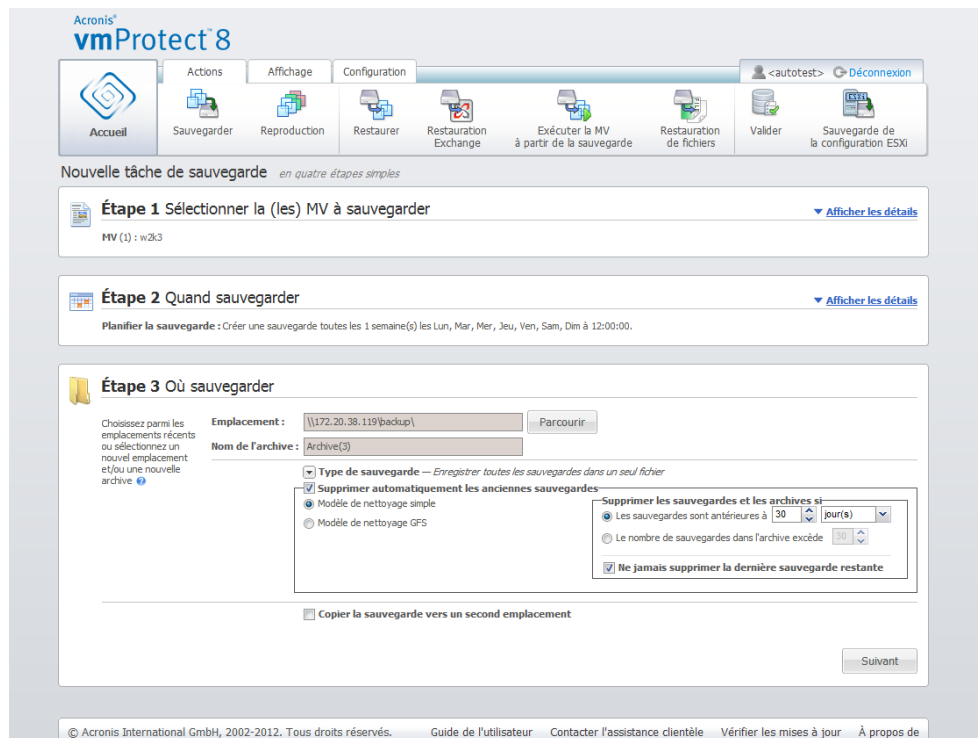 Acronis®
vmProtect™8
Actions
Affichage
Configuration
<autotest>
Déconnexion
Accueil
Sauvegarder
Reproduction
Restaurer
Restauration
Exchange
Exécuter la MV
à partir de la sauvegarde
Restauration
de fichiers
Valider
ESXi
Sauvegarde de
la configuration ESXi
Nouvelle tâche de sauvegarde en quatre étapes simples
Étape 1 Sélectionner la (les) MV à sauvegarder
Afficher les détails
MV (1) : w2k3
Étape 2 Quand sauvegarder
Afficher les détails
Planifier la sauvegarde : Créer une sauvegarde toutes les 1 semaine(s) les Lun, Mar, Mer, Jeu, Ven, Sam, Dim à 12:00:00.
Étape 3 Où sauvegarder
Choisissez parmi les
emplacements récents
ou sélectionnez un
nouvel emplacement
et/ou une nouvelle
archive
Emplacement : \\172.20.38.119\backup\ Parcourir
Nom de l'archive : Archive(3)
Type de sauvegarde — Enregistrer toutes les sauvegardes dans un seul fichier
Supprimer automatiquement les anciennes sauvegardes
Modèle de nettoyage simple
Modèle de nettoyage GFS
Supprimer les sauvegardes et les archives si
Les sauvegardes sont antérieures à 30 jour(s)
Le nombre de sauvegardes dans l'archive excède 30
Ne jamais supprimer la dernière sauvegarde restante
Copier la sauvegarde vers un second emplacement
Suivant
© Acronis International GmbH, 2002-2012. Tous droits réservés. Guide de l'utilisateur Contacter l'assistance clientèle Vérifier les mises à jour À propos de